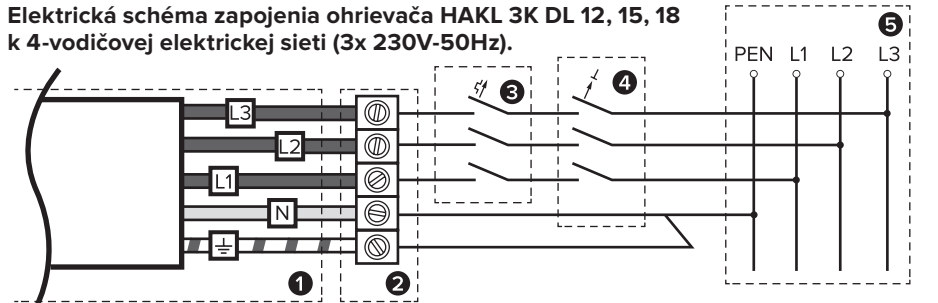 Elektrická schéma zapojenia ohrievača HAKL 3K DL 12, 15, 18
k 4-vodičovej elektrickej sieti (3x 230V-50Hz).
5
PEN L1 L2 L3
3
4
L3
L2
L1
N
1
2